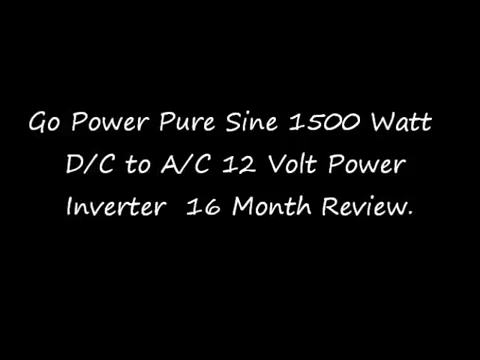 Go Power Pure Sine 1500 Watt
D/C to A/C 12 Volt Power
Inverter 16 Month Review.